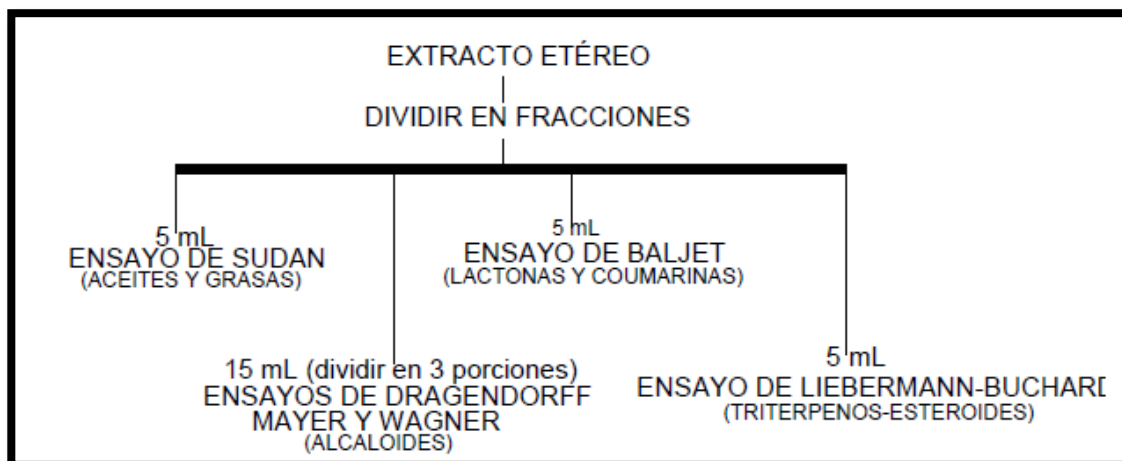 EXTRACTO ETÉREO
DIVIDIR EN FRACCIONES
5 mL
ENSAYO DE SUDAN
(ACEITES Y GRASAS)
5 mL
ENSAYO DE BALJET
(LACTONAS Y COUMARINAS)
15 mL (dividir en 3 porciones)
ENSAYOS DE DRAGENDORFF
MAYER Y WAGNER
(ALCALOIDES)
5 mL
ENSAYO DE LIEBERMANN-BUCHARD
(TRITERPENOS-ESTEROIDES)